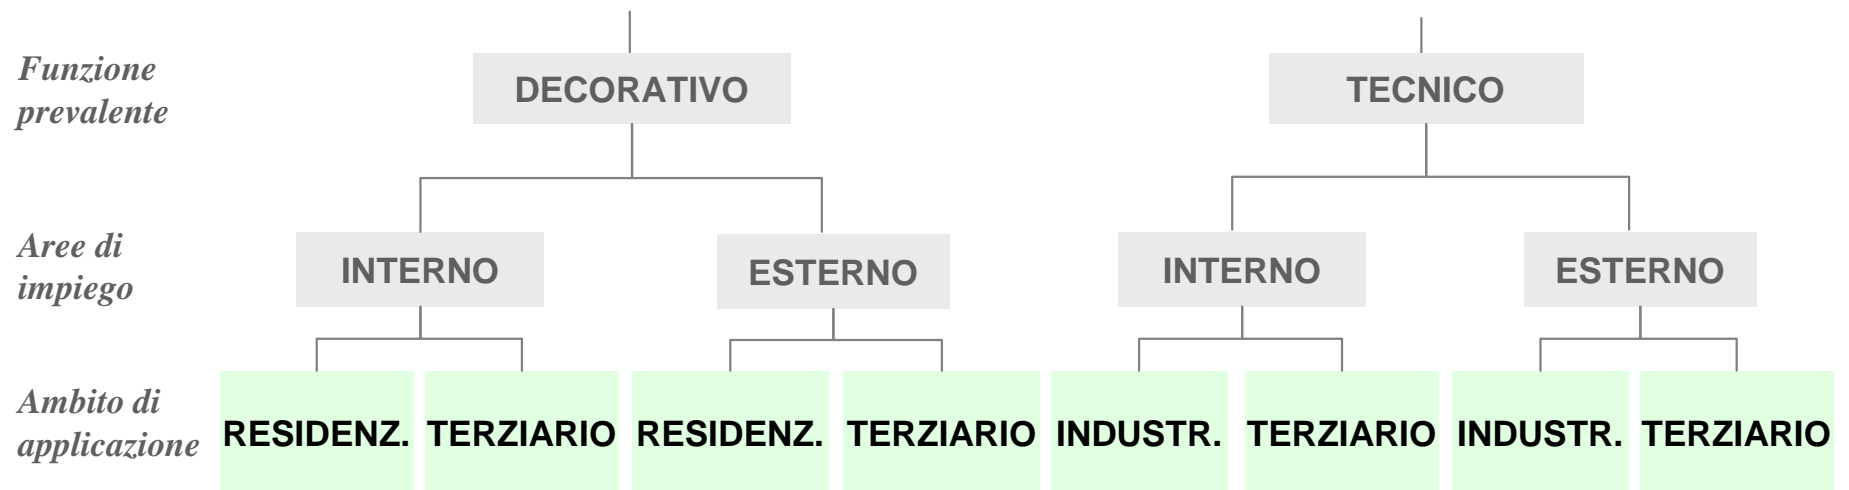 Funzione
prevalente
DECORATIVO
TECNICO
Aree di
impiego
INTERNO
ESTERNO
INTERNO
ESTERNO
Ambito di
applicazione
RESIDENZ.
TERZIARIO
RESIDENZ.
TERZIARIO
INDUSTR.
TERZIARIO
INDUSTR.
TERZIARIO